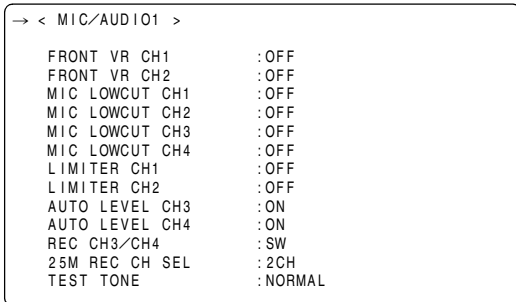 → < MIC/AUDIO1 >
FRONT VR CH1 :OFF
FRONT VR CH2 :OFF
MIC LOWCUT CH1 :OFF
MIC LOWCUT CH2 :OFF
MIC LOWCUT CH3 :OFF
MIC LOWCUT CH4 :OFF
LIMITER CH1 :OFF
LIMITER CH2 :OFF
AUTO LEVEL CH3 :ON
AUTO LEVEL CH4 :ON
REC CH3/CH4 :SW
25M REC CH SEL :2CH
TEST TONE :NORMAL